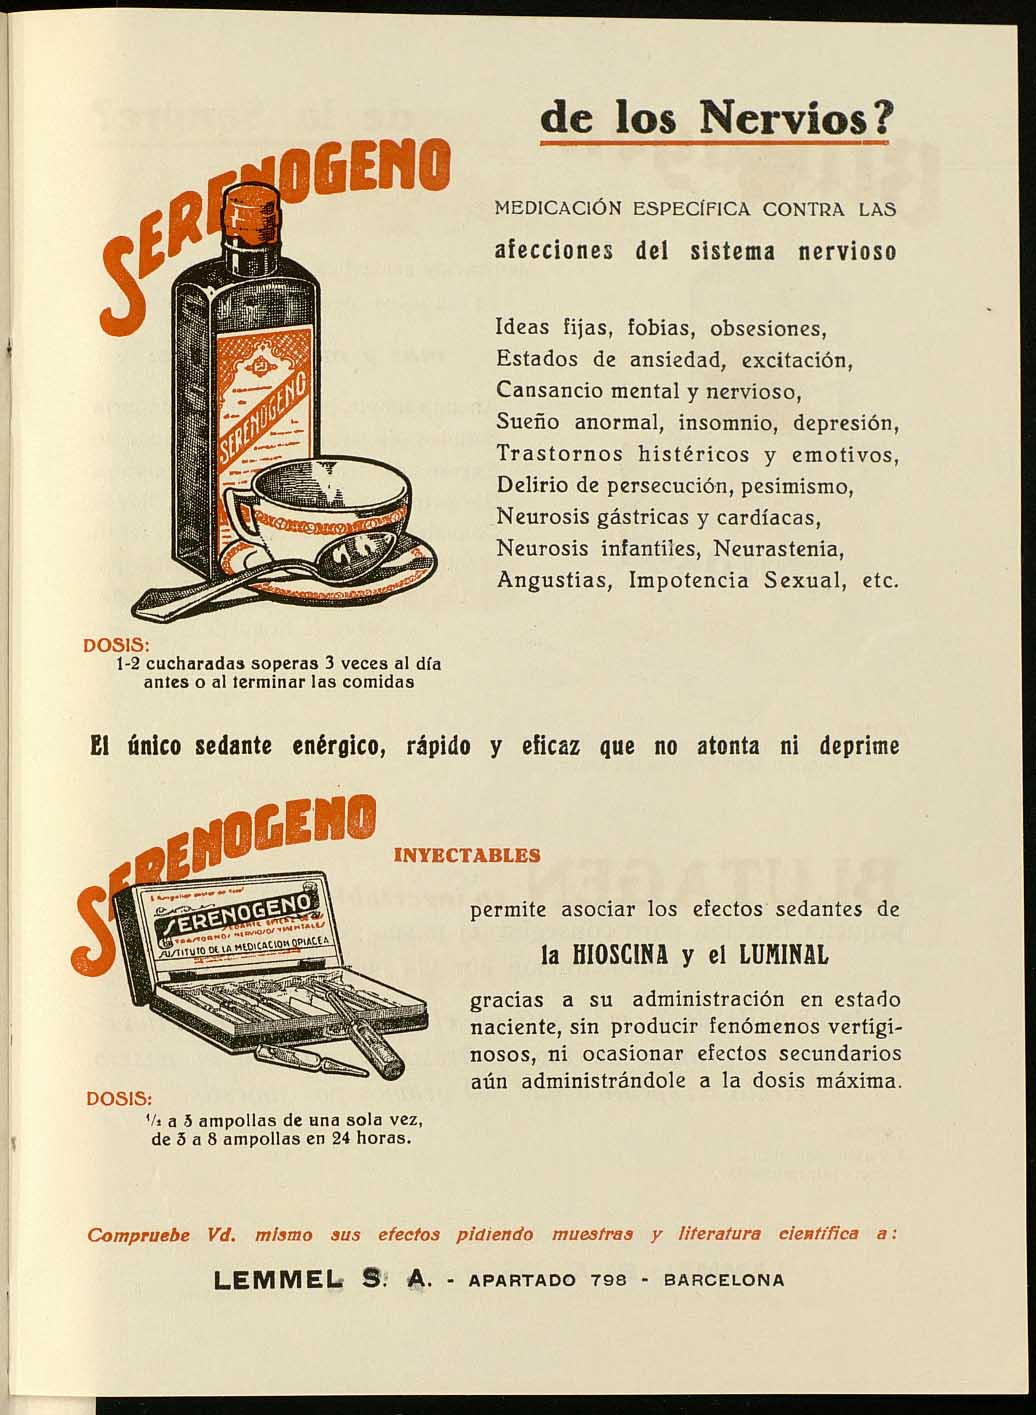 de los Nervios?
SERENOGENO
MEDICACIÓN ESPECÍFICA CONTRA LAS
afecciones del sistema nervioso
Ideas fijas, fobias, obsesiones,
Estados de ansiedad, excitación,
Cansancio mental y nervioso,
Sueño anormal, insomnio, depresión,
Trastornos histéricos y emotivos,
Delirio de persecución, pesimismo,
Neurosis gástricas y cardíacas,
Neurosis infantiles, Neurastenia,
Angustias, Impotencia Sexual, etc.
SERENOGENO
DOSIS:
1-2 cucharadas soperas 3 veces al día
antes o al terminar las comidas
El único sedante enérgico, rápido y eficaz que no atonta ni deprime
SERENOGENO
INYECTABLES
SERENOGENO
SEDANTE EFICAZ DE
TRASTORNOS NERVIOSOS Y MENTALES
SUSTITUTO DE LA MEDICACION OPIACEA
permite asociar los efectos sedantes de
la HIOSCINA y el LUMINAL
gracias a su administración en estado
naciente, sin producir fenómenos vertigi-
nosos, ni ocasionar efectos secundarios
aún administrándole a la dosis máxima.
DOSIS:
½ a 3 ampollas de una sola vez,
de 3 a 8 ampollas en 24 horas.
Compruebe Vd. mismo sus efectos pidiendo muestras y literatura científica a:
LEMMEL S. A. - APARTADO 798 - BARCELONA